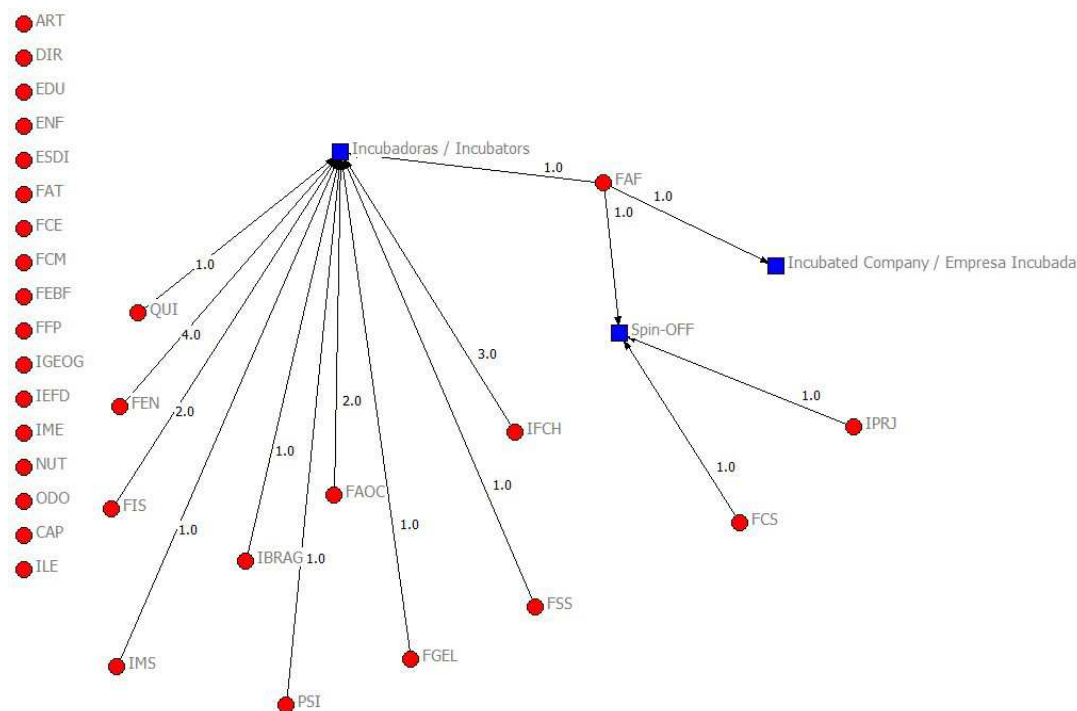 ART
DIR
EDU
ENF
ESDI
FAT
FCE
FCM
FEBF
FFP
IGEOG
IEFD
IME
NUT
ODO
CAP
ILE
Incubadoras / Incubators
1.0
FAF
1.0
1.0
Incubated Company / Empresa Incubada
1.0
QUI
Spin-OFF
4.0
3.0
FEN
2.0
2.0
1.0
IFCH
IPRJ
1.0
FAOC
1.0
1.0
FIS
1.0
1.0
FCS
IBRAG
1.0
FSS
IMS
FGEL
PSI